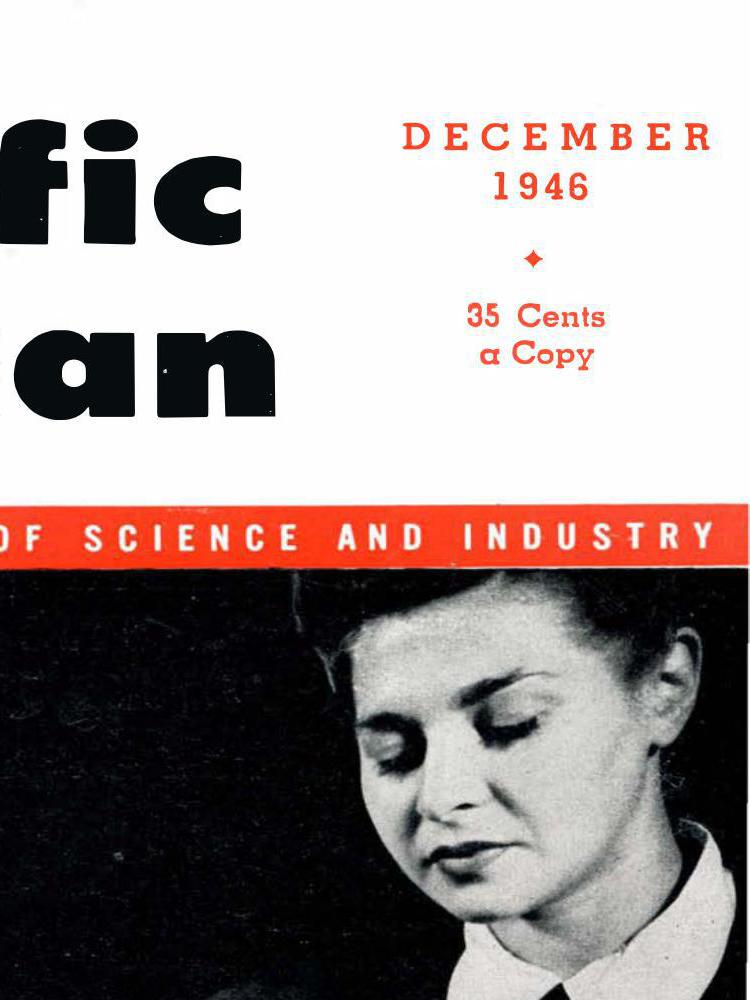 fic
DECEMBER
1946
an
35 Cents
a Copy
OF SCIENCE AND INDUSTRY